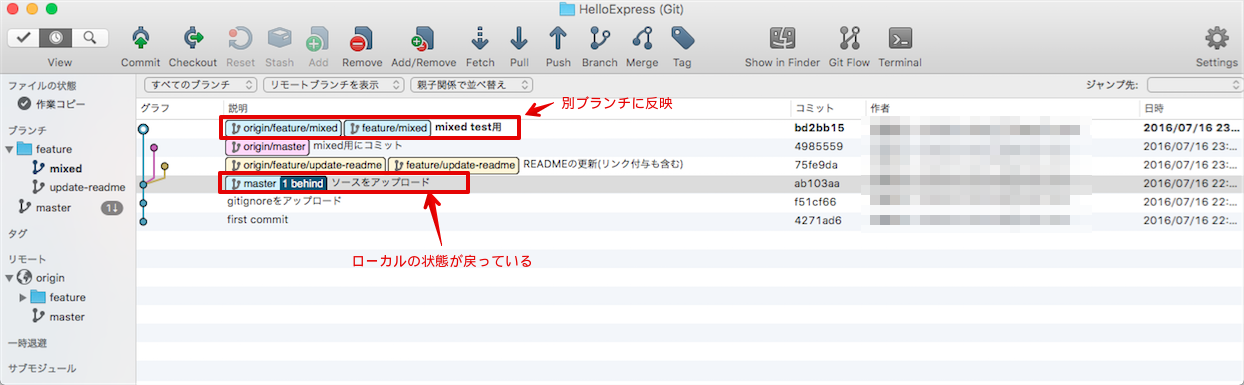 HelloExpress (Git)
View Commit Checkout Reset Stash Add Remove Add/Remove Fetch Pull Push Branch Merge Tag Show in Finder Git Flow Terminal Settings
ファイルの状態
作業コピー
ブランチ
feature
mixed
update-readme
master 1↓
タグ
リモート
origin
feature
master
一時退避
サブモジュール
すべてのブランチ リモートブランチを表示 親子関係で並べ替え ジャンプ先:
別ブランチに反映
グラフ 説明 コミット 作者 日時
origin/feature/mixed feature/mixed mixed test用 bd2bb15 2016/07/16 23...
origin/master mixed用にコミット 4985559 2016/07/16 23:...
origin/feature/update-readme feature/update-readme READMEの更新(リンク付与も含む) 75fe9da 2016/07/16 23:...
master 1 behind ソースをアップロード ab103aa 2016/07/16 22:...
gitignoreをアップロード f51cf66 2016/07/16 22:...
first commit 4271ad6 2016/07/16 22:...
ローカルの状態が戻っている